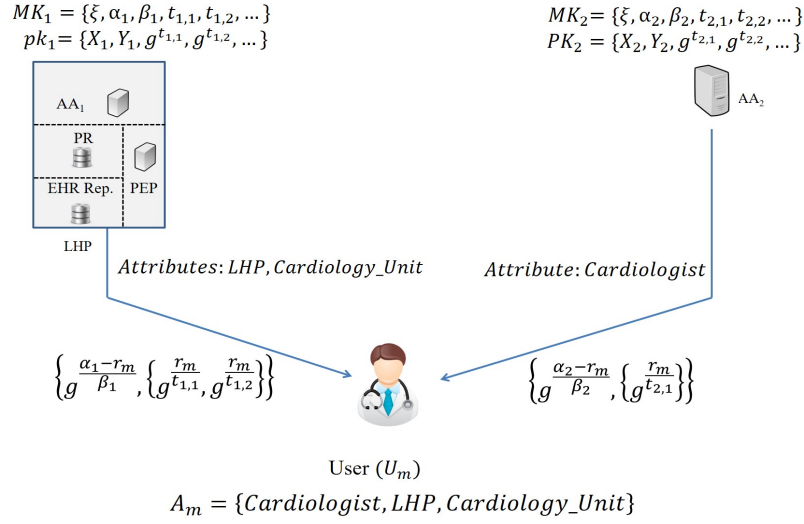 MK₁ = {ξ, α₁, β₁, t₁,₁, t₁,₂, …}
pk₁= {X₁, Y₁, g^{t₁,₁}, g^{t₁,₂}, …}
MK₂= {ξ, α₂, β₂, t₂,₁, t₂,₂, …}
PK₂ = {X₂, Y₂, g^{t₂,₁}, g^{t₂,₂}, …}
AA₁
AA₂
PR
EHR Rep.
PEP
LHP
Attributes: LHP, Cardiology_Unit
Attribute: Cardiologist
{g^{(α₁−r_m)/β₁}, {g^{r_m/t₁,₁}, g^{r_m/t₁,₂}}}
{g^{(α₂−r_m)/β₂}, {g^{r_m/t₂,₁}}}
User (U_m)
A_m = {Cardiologist, LHP, Cardiology_Unit}